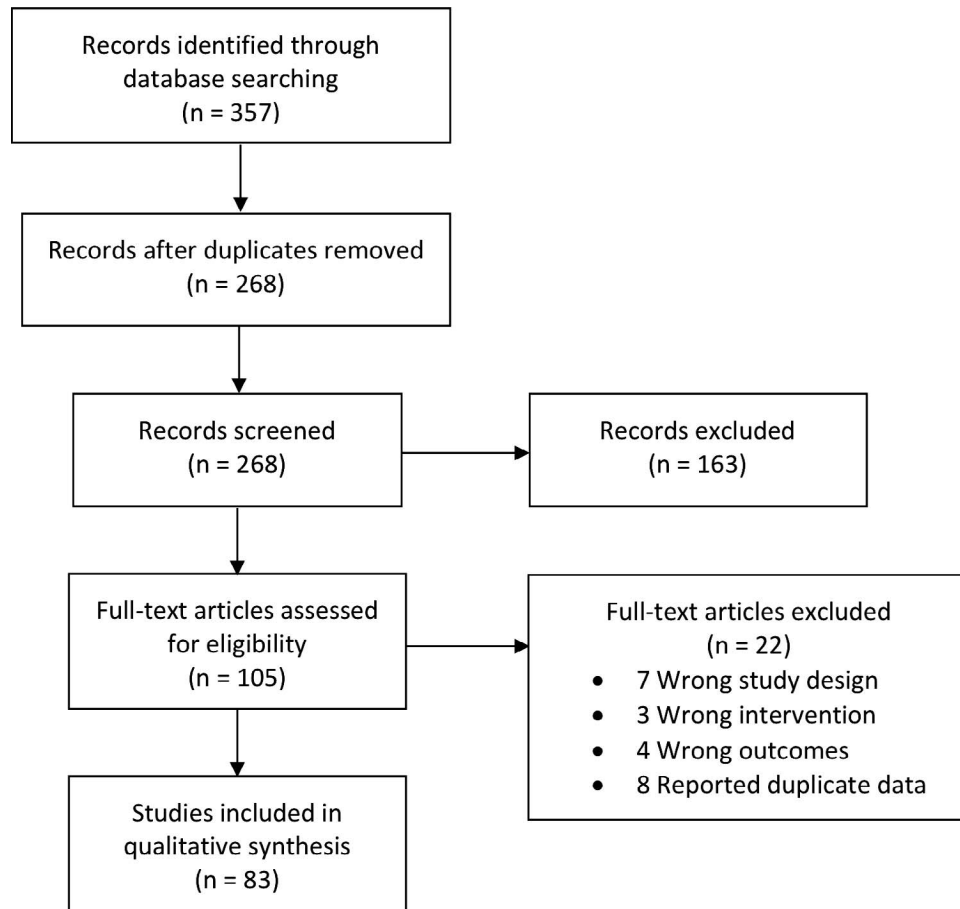 Records identified through
database searching
(n = 357)
Records after duplicates removed
(n = 268)
Records screened
(n = 268)
Records excluded
(n = 163)
Full-text articles assessed
for eligibility
(n = 105)
Full-text articles excluded
(n = 22)
• 7 Wrong study design
• 3 Wrong intervention
• 4 Wrong outcomes
• 8 Reported duplicate data
Studies included in
qualitative synthesis
(n = 83)